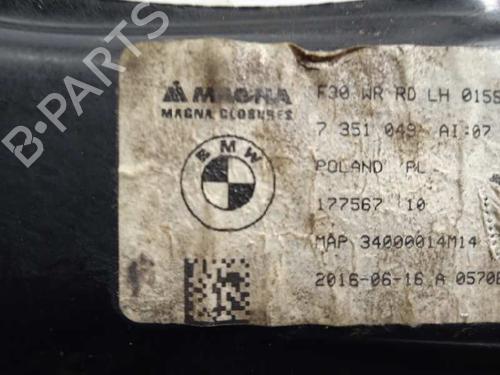 MAGNA
MAGNA CLOSURES
BMW
F30 WR RD LH 0155
7 351 049 AI:07
POLAND PL
177567 10
MAP 34000014M14
2016-06-16 A 0570
B-PARTS